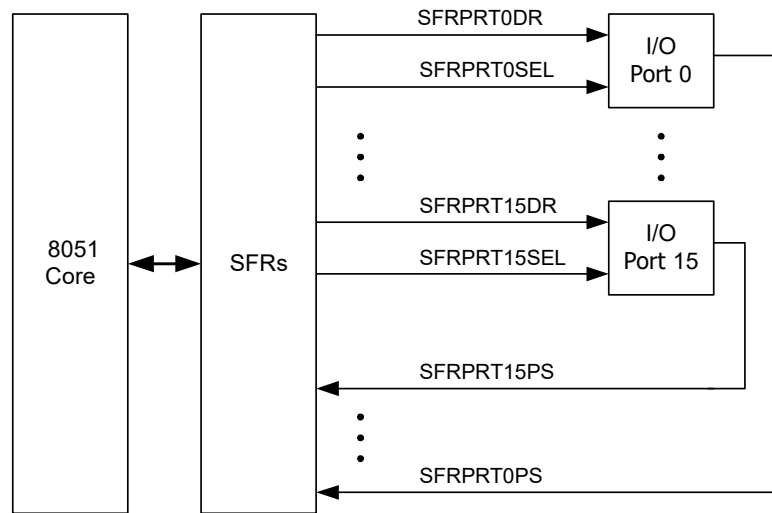 SFRPRT0DR
SFRPRT0SEL
I/O
Port 0
SFRPRT15DR
SFRPRT15SEL
I/O
Port 15
8051
Core
SFRs
SFRPRT15PS
SFRPRT0PS